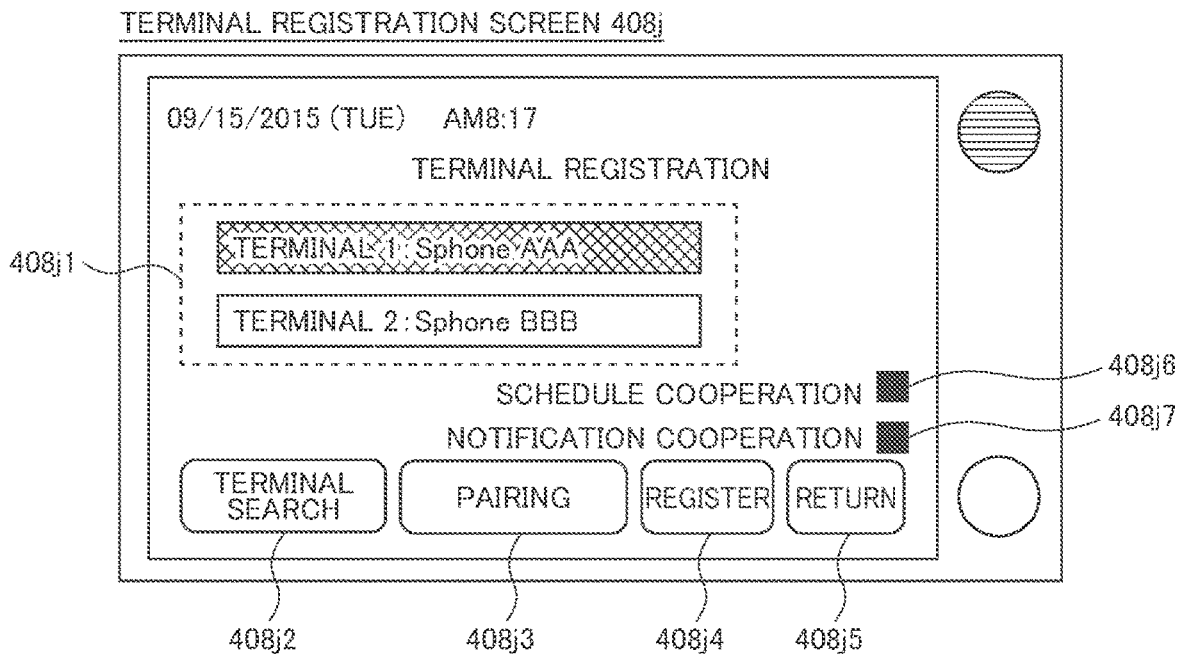 TERMINAL REGISTRATION SCREEN 408j
09/15/2015 (TUE) AM8:17
TERMINAL REGISTRATION
408j1
TERMINAL 1:Sphone AAA
TERMINAL 2:Sphone BBB
SCHEDULE COOPERATION
408j6
NOTIFICATION COOPERATION
408j7
TERMINAL
SEARCH
PAIRING
REGISTER
RETURN
408j2
408j3
408j4
408j5